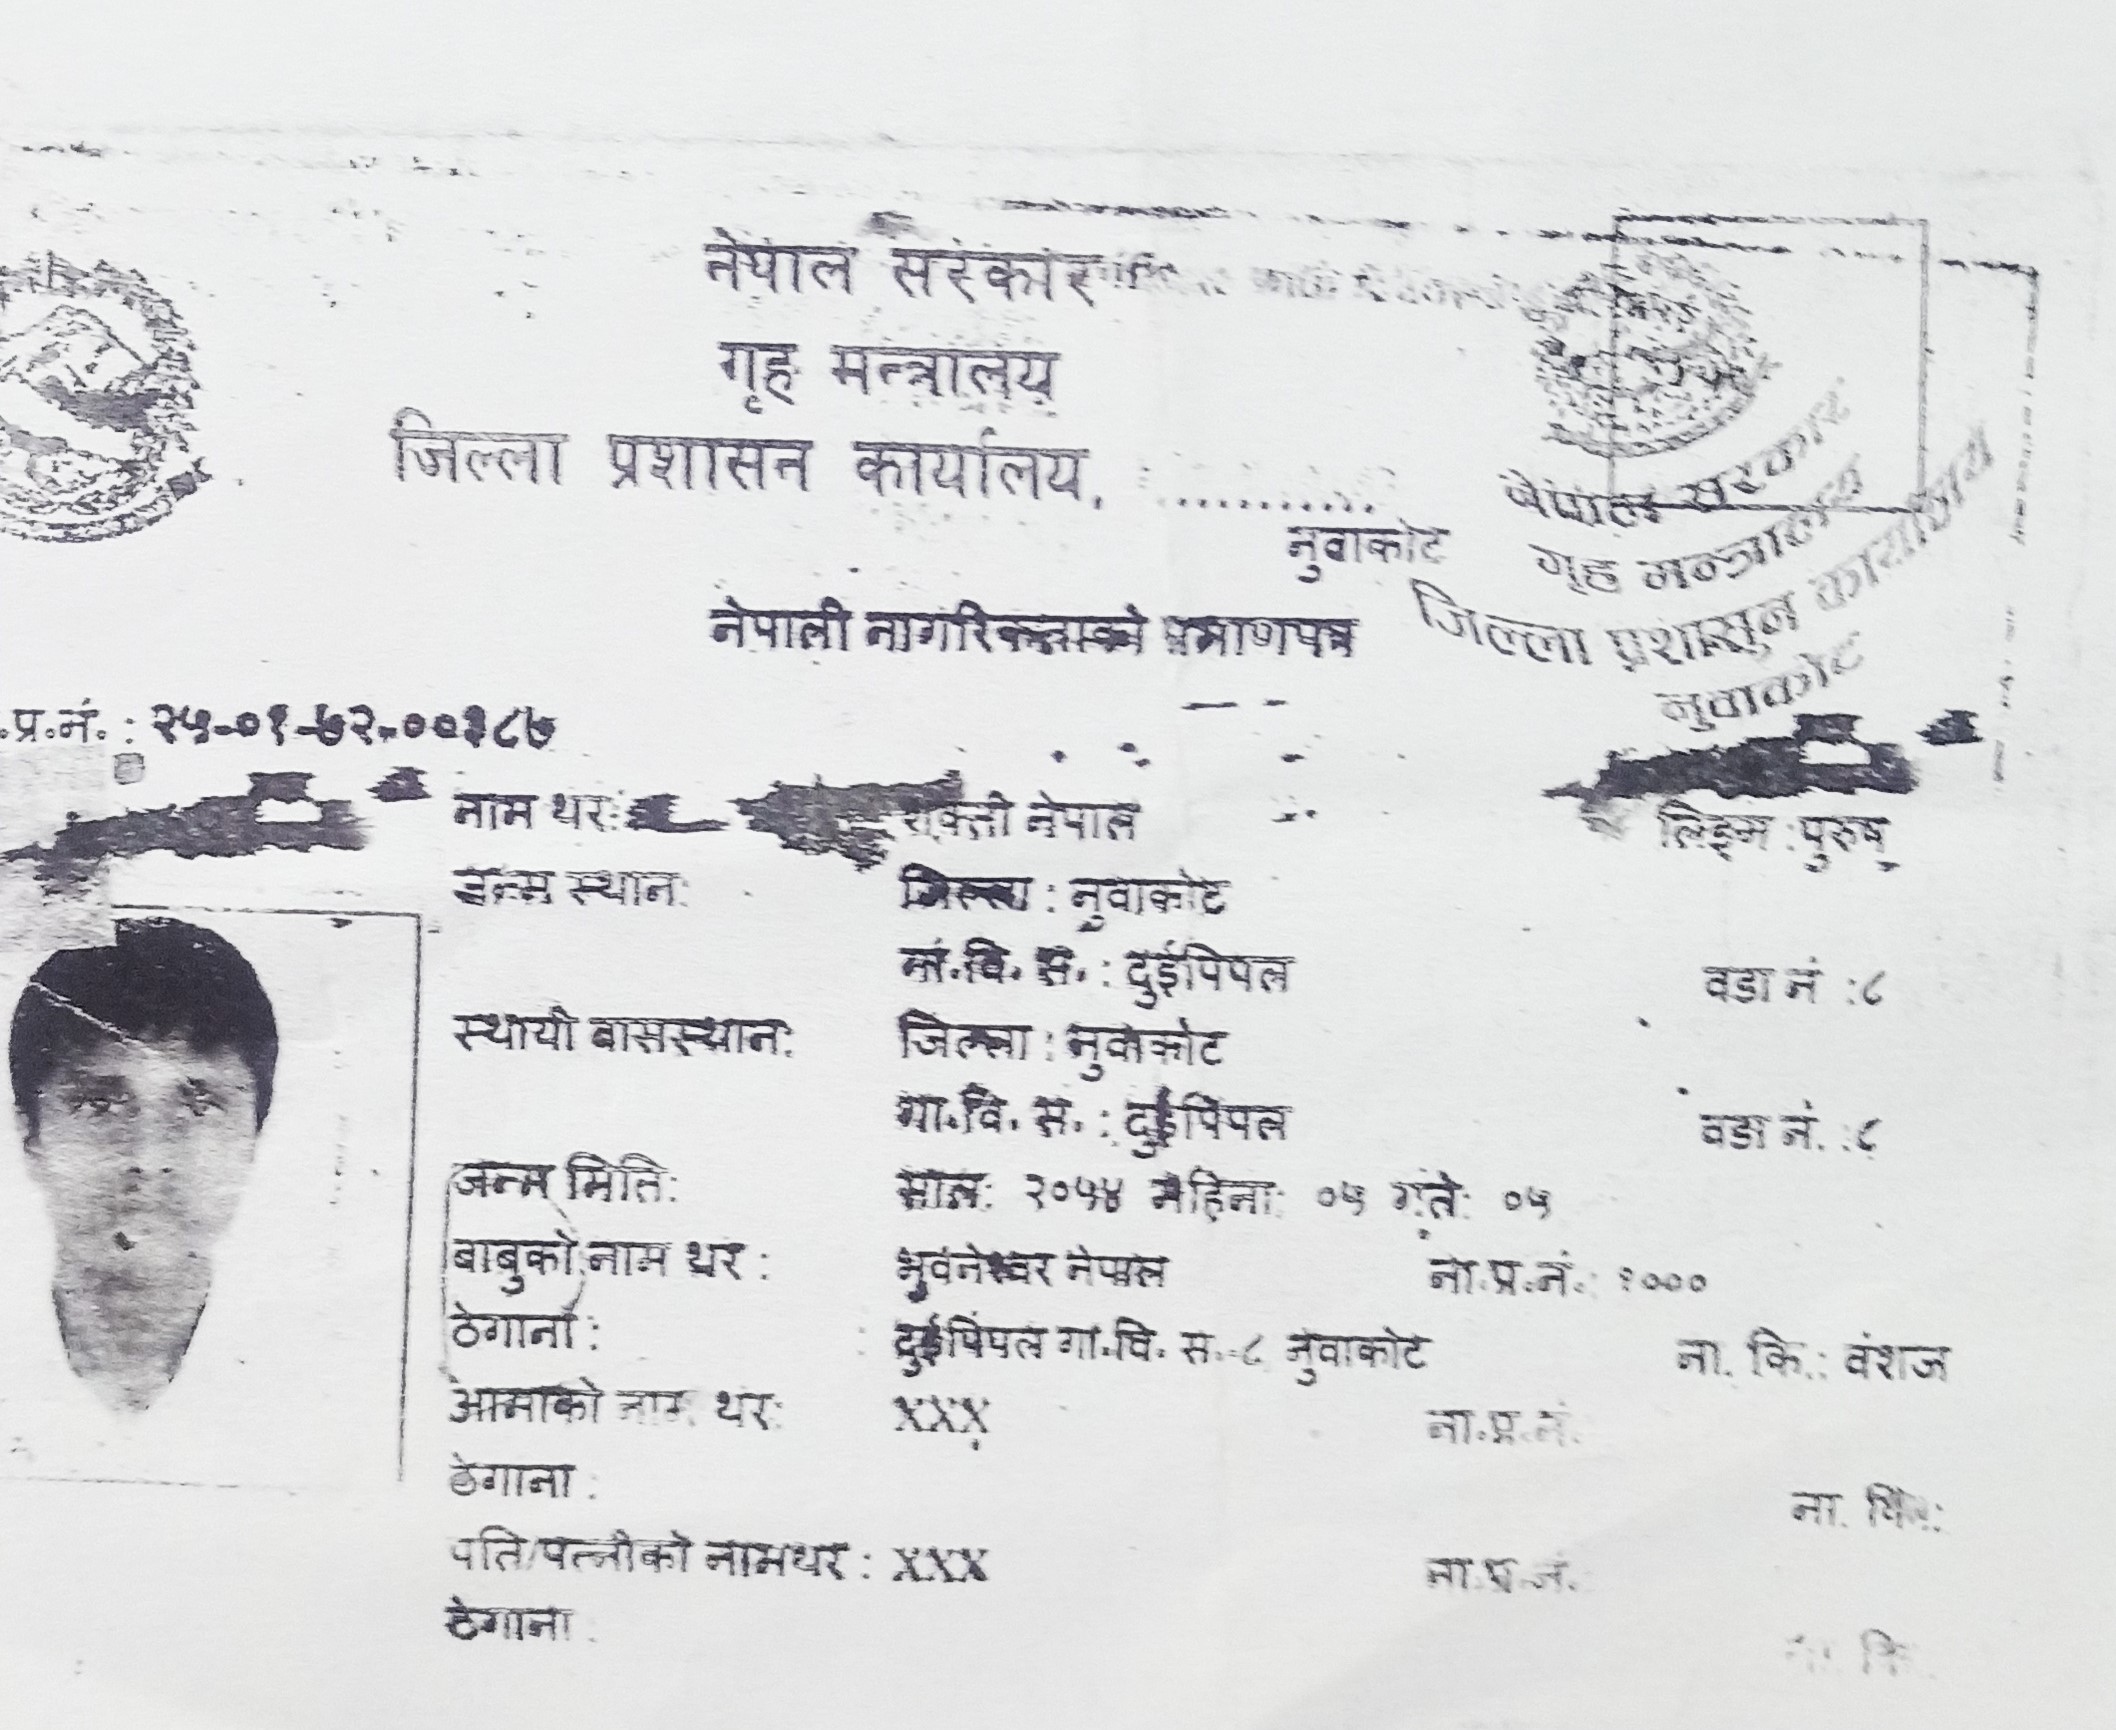 नेपाल सरकार
गृह मन्त्रालय
जिल्ला प्रशासन कार्यालय, ............
नुवाकोट
नेपाल सरकार
गृह मन्त्रालय
जिल्ला प्रशासन कार्यालय
नुवाकोट
नेपाली नागरिकताको प्रमाणपत्र
.प्र.नं. : २५-०१-७२-००३८७
नाम थर: शक्ती नेपाल लिङ्ग : पुरुष
जन्म स्थान: जिल्ला : नुवाकोट
वि. स. : दुईपिपल वडा नं : ८
स्थायी बासस्थान: जिल्ला : नुवाकोट
गा.वि. स. : दुईपिपल वडा नं. : ८
जन्म मिति: साल: २०५४ महिना: ०५ गते: ०५
बाबुको नाम थर : भुवनेश्वर नेपाल ना.प्र.नं. : १०००
ठेगाना : दुईपिपल गा.वि. स.-८ नुवाकोट ना. कि.: वंशज
आमाको नाम थर: XXX ना.प्र.नं.
ठेगाना : ना. कि.:
पति/पत्नीको नामथर : XXX ना.प्र.नं.
ठेगाना :